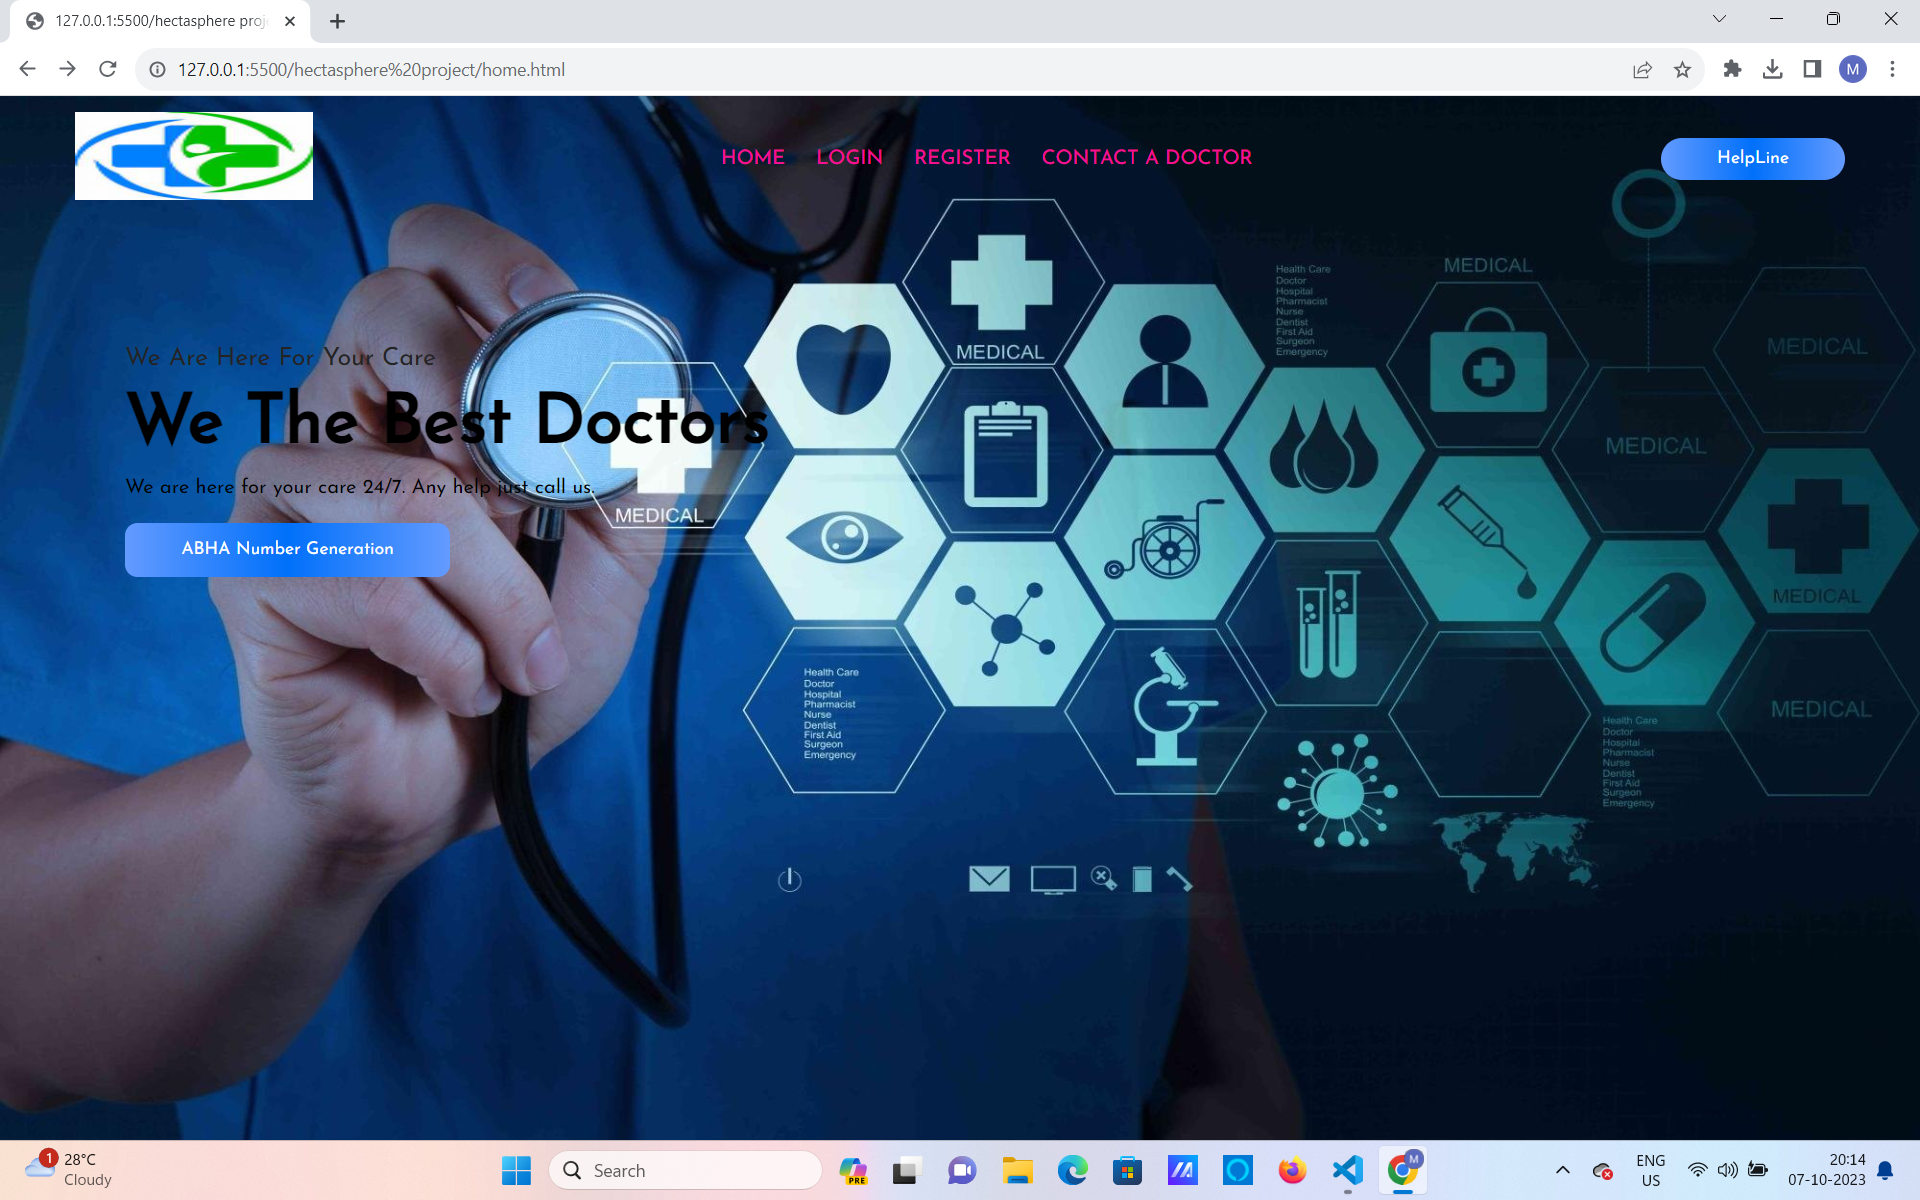 127.0.0.1:5500/hectasphere proj
127.0.0.1:5500/hectasphere%20project/home.html
M
HOME
LOGIN
REGISTER
CONTACT A DOCTOR
HelpLine
We Are Here For Your Care
We The Best Doctors
We are here for your care 24/7. Any help just call us.
ABHA Number Generation
MEDICAL
MEDICAL
Health Care
Doctor
Hospital
Pharmacist
Nurse
Dentist
First Aid
Surgeon
Emergency
MEDICAL
MEDICAL
MEDICAL
MEDICAL
MEDICAL
Health Care
Doctor
Hospital
Pharmacist
Nurse
Dentist
First Aid
Surgeon
Emergency
Health Care
Doctor
Hospital
Pharmacist
Nurse
Dentist
First Aid
Surgeon
Emergency
1
28°C
Cloudy
Search
PRE
M
ENG
US
20:14
07-10-2023